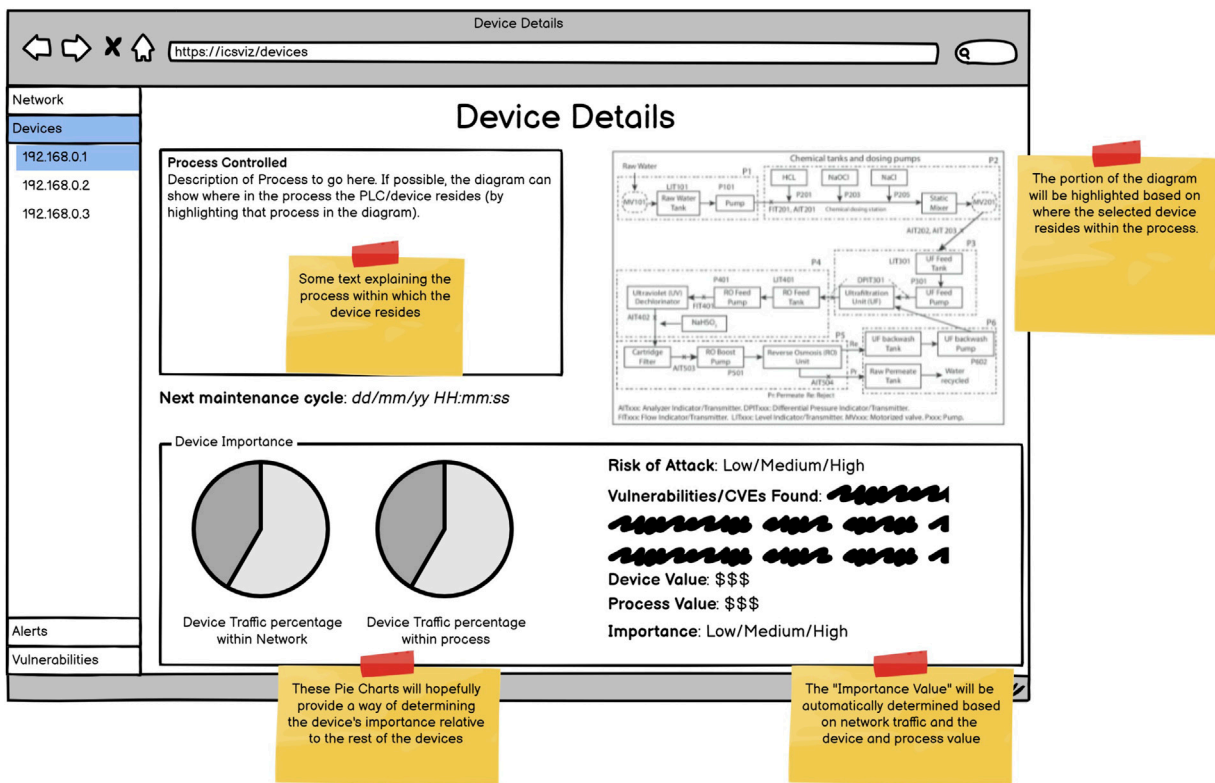 Device Details
https://icsviz/devices
Network
Devices
192.168.0.1
192.168.0.2
192.168.0.3
Alerts
Vulnerabilities
Device Details
Process Controlled
Description of Process to go here. If possible, the diagram can
show where in the process the PLC/device resides (by
highlighting that process in the diagram).
Some text explaining the
process within which the
device resides
Next maintenance cycle: dd/mm/yy HH:mm:ss
Raw Water
Chemical tanks and dosing pumps
P1
P2
LIT101
P101
HCL
NaOCl
NaCl
MV101
Raw Water
Tank
Pump
P201
P203
P205
Static
Mixer
MV201
FIT201, AIT201
Chemical dosing station
AIT202, AIT 203
P3
LIT301
UF Feed
Tank
P4
P401
LIT401
DPIT301
P301
Ultraviolet (UV)
Dechlorinator
RO Feed
Pump
RO Feed
Tank
Ultrafiltration
Unit (UF)
UF Feed
Pump
FIT401
AIT402
NaHSO
P5
P6
Cartridge
Filter
RO Boost
Pump
Reverse Osmosis (RO)
Unit
Re
UF backwash
Tank
UF backwash
Pump
AIT503
P501
P602
Pr
Raw Permeate
Tank
Water
recycled
AIT504
Pr: Permeate Re: Reject
AITxxx: Analyzer Indicator/Transmitter. DPITxxx: Differential Pressure Indicator/Transmitter.
FITxxx: Flow Indicator/Transmitter. LITxxx: Level Indicator/Transmitter. MVxxx: Motorized valve. Pxxx: Pump.
The portion of the diagram
will be highlighted based on
where the selected device
resides within the process.
Device Importance
Device Traffic percentage
within Network
Device Traffic percentage
within process
Risk of Attack: Low/Medium/High
Vulnerabilities/CVEs Found:
Device Value: $$$
Process Value: $$$
Importance: Low/Medium/High
These Pie Charts will hopefully
provide a way of determining
the device's importance relative
to the rest of the devices
The "Importance Value" will be
automatically determined based
on network traffic and the
device and process value